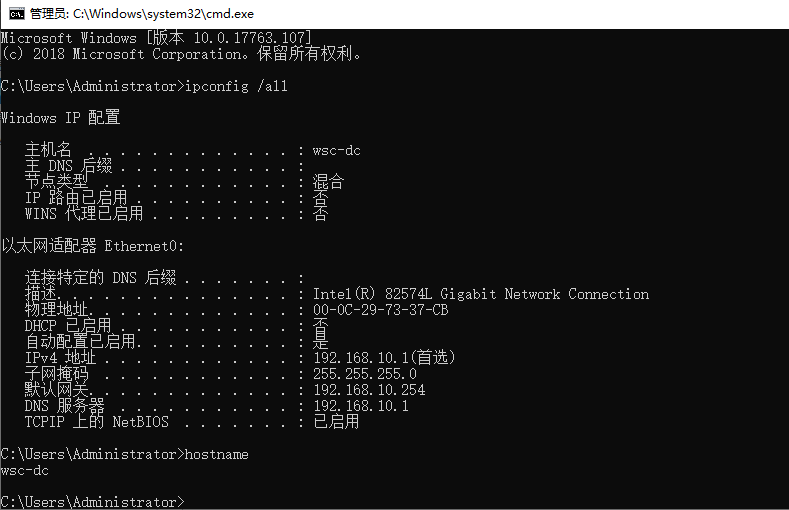 管理员: C:\Windows\system32\cmd.exe
Microsoft Windows [版本 10.0.17763.107]
(c) 2018 Microsoft Corporation。保留所有权利。
C:\Users\Administrator>ipconfig /all
Windows IP 配置
主机名 . . . . . . . . . . . . . : wsc-dc
主 DNS 后缀 . . . . . . . . . . . :
节点类型 . . . . . . . . . . . . : 混合
IP 路由已启用 . . . . . . . . . . : 否
WINS 代理已启用 . . . . . . . . . : 否
以太网适配器 Ethernet0:
连接特定的 DNS 后缀 . . . . . . . :
描述. . . . . . . . . . . . . . . : Intel(R) 82574L Gigabit Network Connection
物理地址. . . . . . . . . . . . . : 00-0C-29-73-37-CB
DHCP 已启用 . . . . . . . . . . . : 否
自动配置已启用. . . . . . . . . . : 是
IPv4 地址 . . . . . . . . . . . . : 192.168.10.1(首选)
子网掩码 . . . . . . . . . . . . : 255.255.255.0
默认网关. . . . . . . . . . . . . : 192.168.10.254
DNS 服务器 . . . . . . . . . . . : 192.168.10.1
TCPIP 上的 NetBIOS . . . . . . . : 已启用
C:\Users\Administrator>hostname
wsc-dc
C:\Users\Administrator>